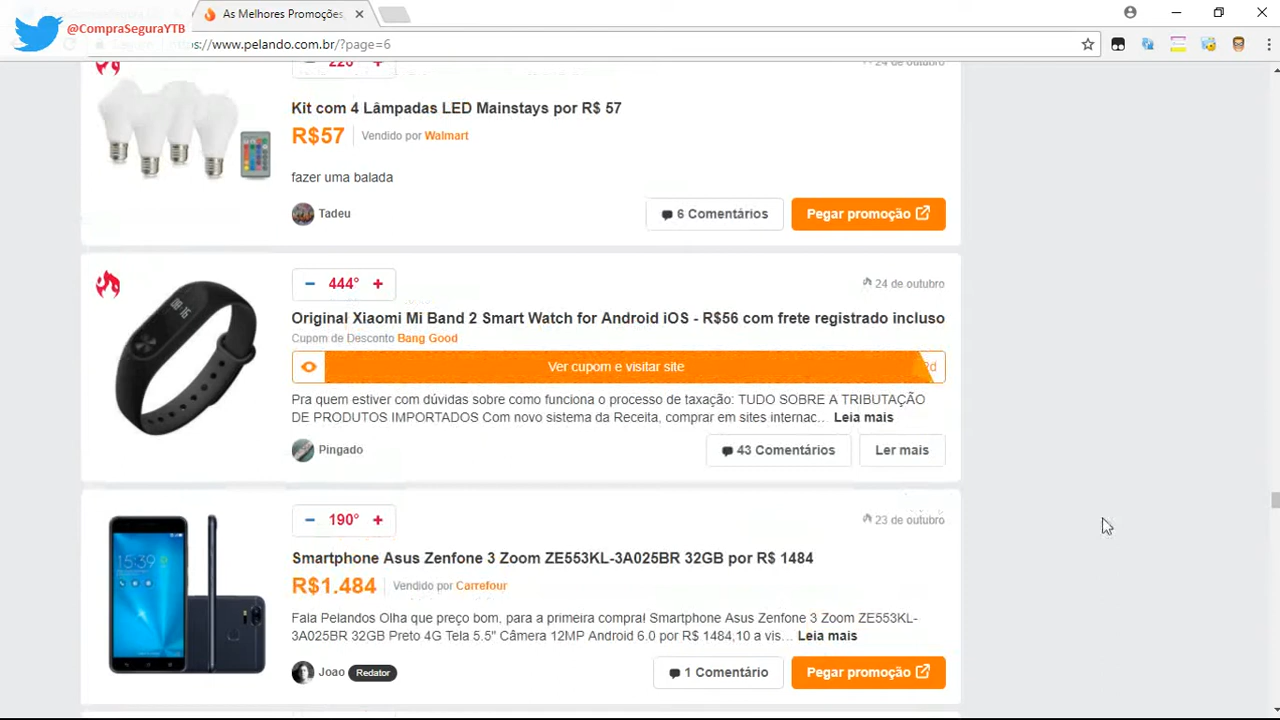 As Melhores Promoções,
@CompraSeguraYTB
https://www.pelando.com.br/?page=6
226
24 de outubro
Kit com 4 Lâmpadas LED Mainstays por R$ 57
R$57 Vendido por Walmart
fazer uma balada
Tadeu 6 Comentários Pegar promoção
444° 24 de outubro
Original Xiaomi Mi Band 2 Smart Watch for Android iOS - R$56 com frete registrado incluso
Cupom de Desconto Bang Good
Ver cupom e visitar site
Pra quem estiver com dúvidas sobre como funciona o processo de taxação: TUDO SOBRE A TRIBUTAÇÃO
DE PRODUTOS IMPORTADOS Com novo sistema da Receita, comprar em sites internac... Leia mais
Pingado 43 Comentários Ler mais
190° 23 de outubro
Smartphone Asus Zenfone 3 Zoom ZE553KL-3A025BR 32GB por R$ 1484
15:39
R$1.484 Vendido por Carrefour
Fala Pelandos Olha que preço bom, para a primeira compra! Smartphone Asus Zenfone 3 Zoom ZE553KL-
3A025BR 32GB Preto 4G Tela 5.5" Câmera 12MP Android 6.0 por R$ 1484,10 a vis... Leia mais
Joao Redator 1 Comentário Pegar promoção